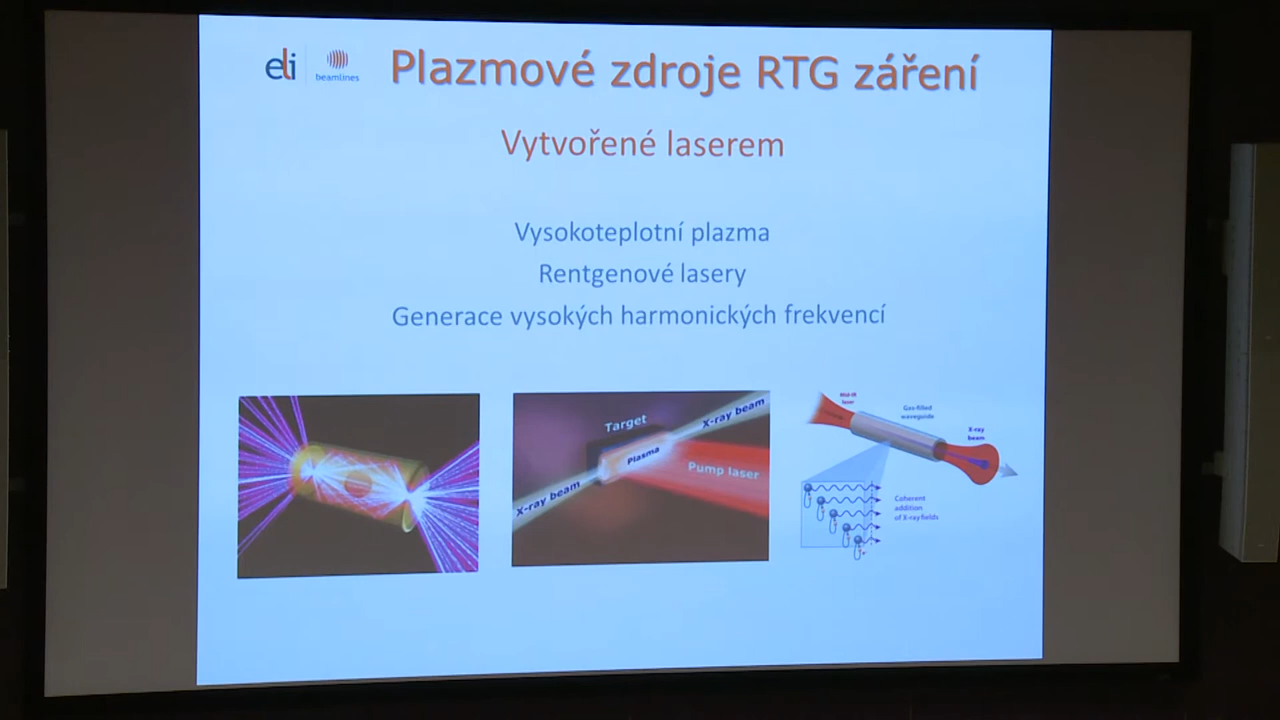 eli
beamlines
Plazmové zdroje RTG záření
Vytvořené laserem
Vysokoteplotní plazma
Rentgenové lasery
Generace vysokých harmonických frekvencí
Target
Plasma
X-ray beam
Pump laser
X-ray beam
Mid-IR
laser
Gas-filled
waveguide
X-ray
beam
Coherent
addition
of X-ray fields